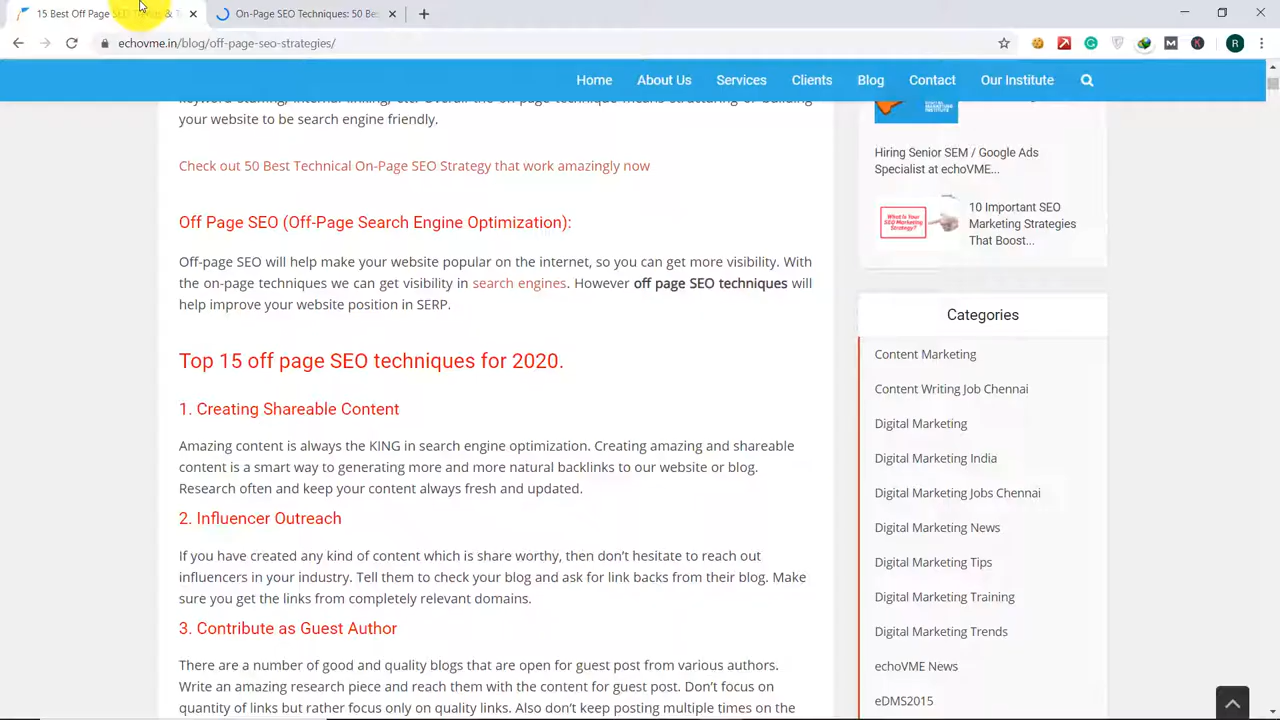 15 Best Off Page
On-Page SEO Techniques: 50 Be
echovme.in/blog/off-page-seo-strategies/
R
Home About Us Services Clients Blog Contact Our Institute
your website to be search engine friendly.
Check out 50 Best Technical On-Page SEO Strategy that work amazingly now
Off Page SEO (Off-Page Search Engine Optimization):
Off-page SEO will help make your website popular on the internet, so you can get more visibility. With
the on-page techniques we can get visibility in search engines. However off page SEO techniques will
help improve your website position in SERP.
Top 15 off page SEO techniques for 2020.
1. Creating Shareable Content
Amazing content is always the KING in search engine optimization. Creating amazing and shareable
content is a smart way to generating more and more natural backlinks to our website or blog.
Research often and keep your content always fresh and updated.
2. Influencer Outreach
If you have created any kind of content which is share worthy, then don't hesitate to reach out
influencers in your industry. Tell them to check your blog and ask for link backs from their blog. Make
sure you get the links from completely relevant domains.
3. Contribute as Guest Author
There are a number of good and quality blogs that are open for guest post from various authors.
Write an amazing research piece and reach them with the content for guest post. Don't focus on
quantity of links but rather focus only on quality links. Also don't keep posting multiple times on the
Hiring Senior SEM / Google Ads
Specialist at echoVME...
What Is Your
SEO Marketing
Strategy?
10 Important SEO
Marketing Strategies
That Boost...
Categories
Content Marketing
Content Writing Job Chennai
Digital Marketing
Digital Marketing India
Digital Marketing Jobs Chennai
Digital Marketing News
Digital Marketing Tips
Digital Marketing Training
Digital Marketing Trends
echoVME News
eDMS2015